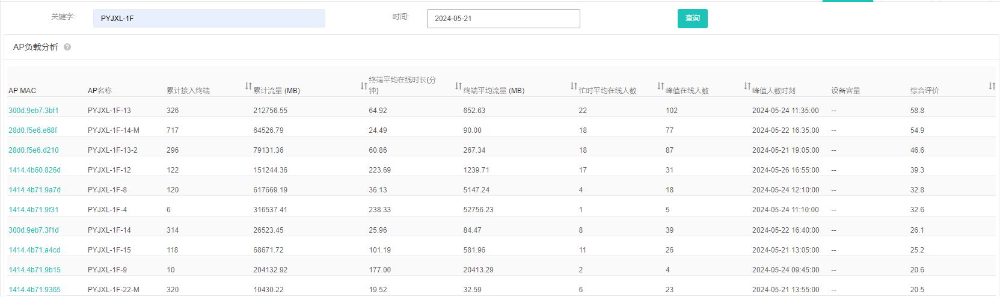 关键字: PYJXL-1F 时间: 2024-05-21 查询
AP负载分析
AP MAC AP名称 累计接入终端 累计流量 (MB) 终端平均在线时长(分钟) 终端平均流量 (MB) 忙时平均在线人数 峰值在线人数 峰值人数时刻 设备容量 综合评价
300d.9eb7.3bf1 PYJXL-1F-13 326 212756.55 64.92 652.63 22 102 2024-05-24 11:35:00 -- 58.8
28d0.f5e6.e68f PYJXL-1F-14-M 717 64526.79 24.49 90.00 18 77 2024-05-22 16:35:00 -- 54.9
28d0.f5e6.d210 PYJXL-1F-13-2 296 79131.36 60.86 267.34 18 87 2024-05-21 19:05:00 -- 46.6
1414.4b60.826d PYJXL-1F-12 122 151244.36 223.69 1239.71 17 31 2024-05-26 16:55:00 -- 39.3
1414.4b71.9a7d PYJXL-1F-8 120 617669.19 36.13 5147.24 4 18 2024-05-24 12:10:00 -- 32.8
1414.4b71.9f31 PYJXL-1F-4 6 316537.41 238.33 52756.23 1 5 2024-05-24 11:10:00 -- 32.6
300d.9eb7.3f1d PYJXL-1F-14 314 26523.45 25.96 84.47 8 39 2024-05-22 16:40:00 -- 26.1
1414.4b71.a4cd PYJXL-1F-15 118 68671.72 101.19 581.96 11 26 2024-05-21 13:05:00 -- 25.2
1414.4b71.9b15 PYJXL-1F-9 10 204132.92 177.00 20413.29 2 4 2024-05-24 09:45:00 -- 20.6
1414.4b71.9365 PYJXL-1F-22-M 320 10430.22 19.52 32.59 6 23 2024-05-21 13:55:00 -- 20.5